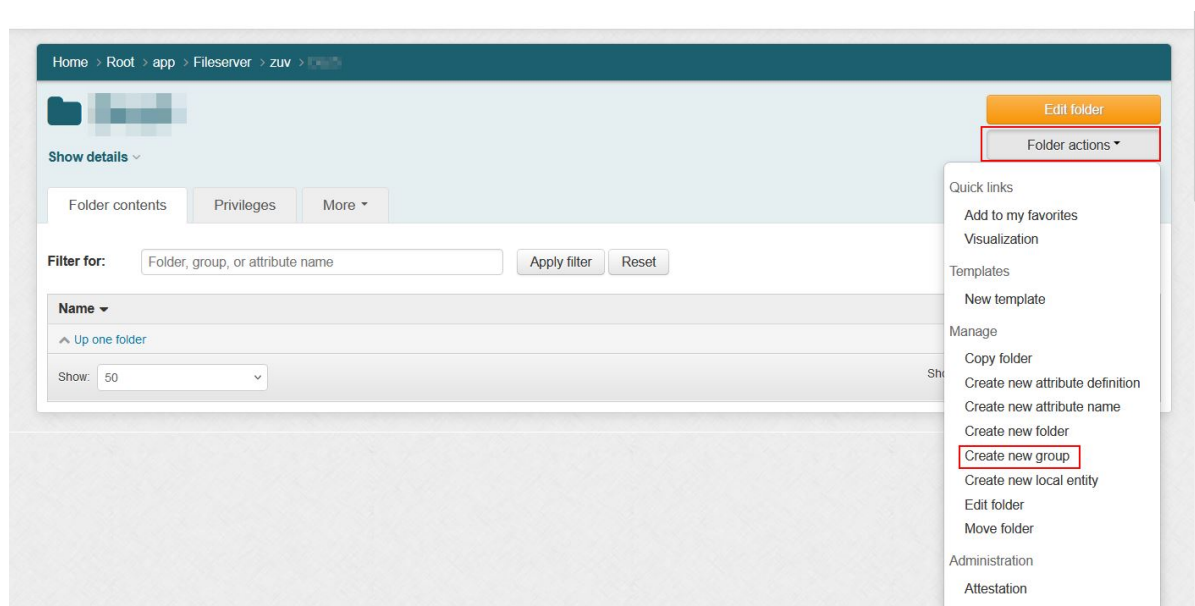 Home > Root > app > Fileserver > zuv >
Edit folder
Folder actions
Show details
Folder contents Privileges More
Quick links
Add to my favorites
Visualization
Filter for: Folder, group, or attribute name Apply filter Reset
Templates
New template
Name
Up one folder
Manage
Show: 50
Copy folder
Create new attribute definition
Create new attribute name
Create new folder
Create new group
Create new local entity
Edit folder
Move folder
Administration
Attestation